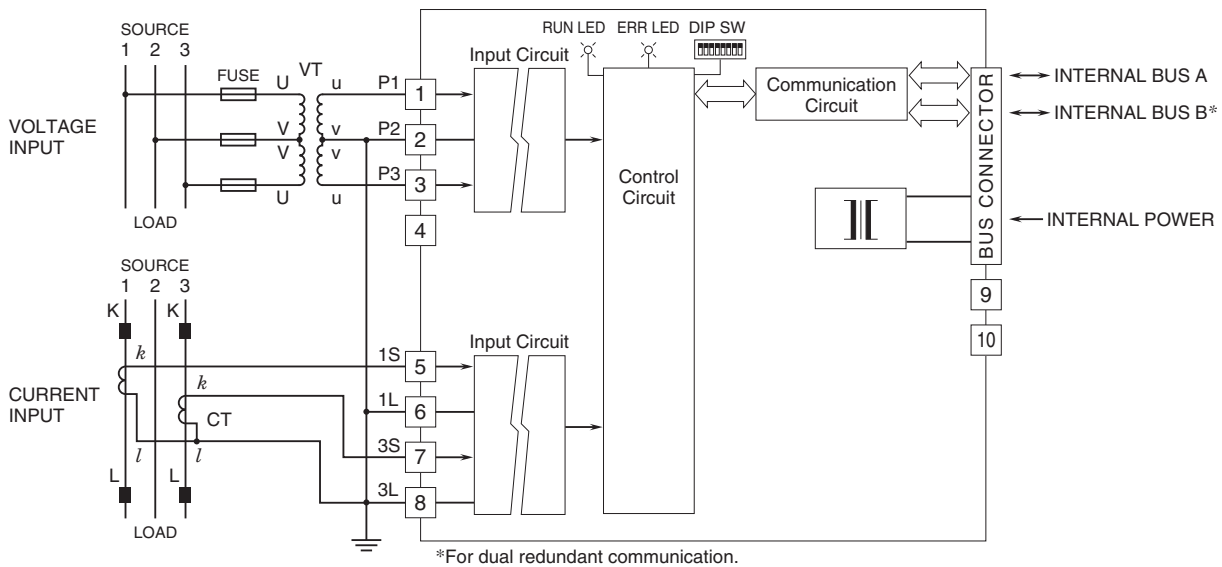 SOURCE
1 2 3
FUSE
U
VT
u
P1
1
VOLTAGE
INPUT
V
v
P2
2
V
v
U
u
P3
3
4
LOAD
Input Circuit
RUN LED
ERR LED
DIP SW
Control
Circuit
Communication
Circuit
BUS CONNECTOR
INTERNAL BUS A
INTERNAL BUS B*
INTERNAL POWER
9
10
SOURCE
1 2 3
K
K
k
1S
5
CURRENT
INPUT
k
CT
1L
6
l
l
3S
7
L
L
3L
8
LOAD
Input Circuit
*For dual redundant communication.